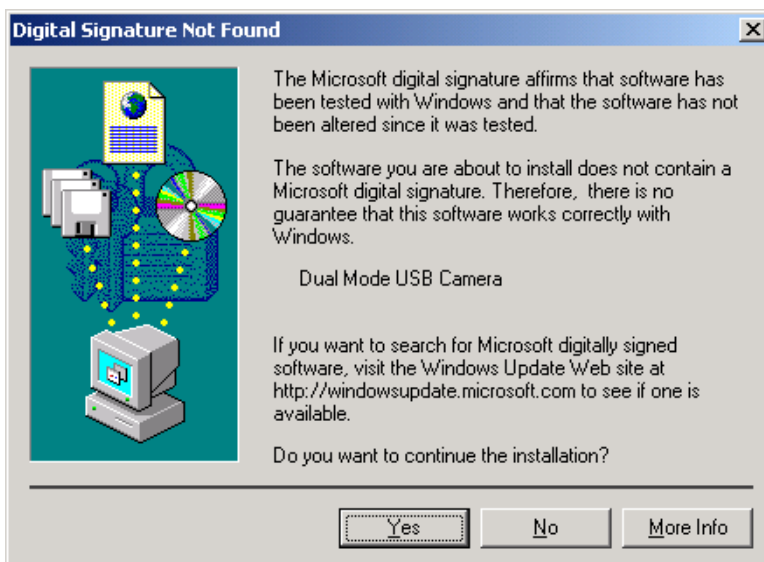 Digital Signature Not Found
The Microsoft digital signature affirms that software has
been tested with Windows and that the software has not
been altered since it was tested.
The software you are about to install does not contain a
Microsoft digital signature. Therefore,  there is no
guarantee that this software works correctly with
Windows.
Dual Mode USB Camera
If you want to search for Microsoft digitally signed
software, visit the Windows Update Web site at
http://windowsupdate.microsoft.com to see if one is
available.
Do you want to continue the installation?
Yes No More Info